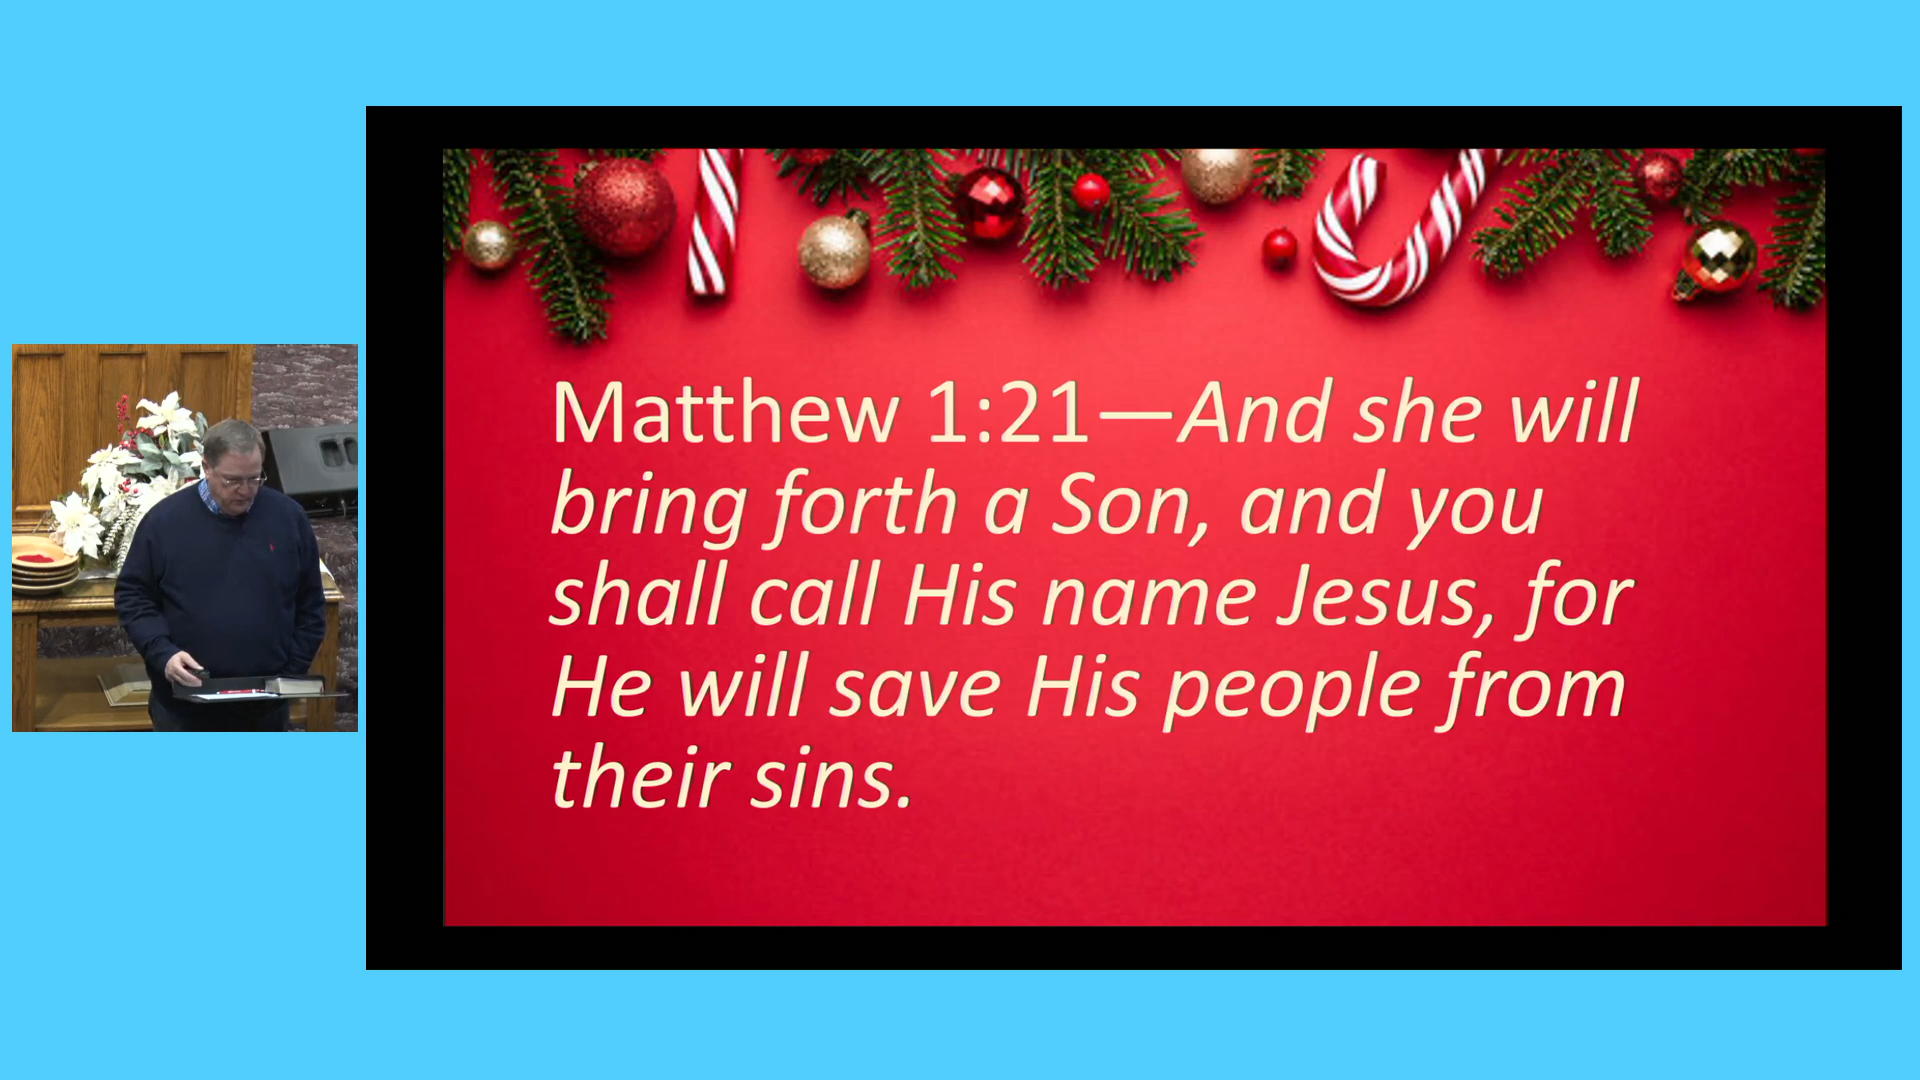 Matthew 1:21—And she will
bring forth a Son, and you
shall call His name Jesus, for
He will save His people from
their sins.